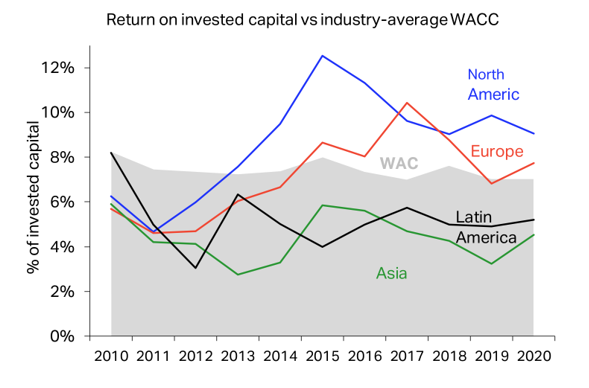 Return on invested capital vs industry-average WACC
% of invested capital
12%
10%
8%
6%
4%
2%
0%
North
Americ
Europe
WAC
Latin
America
Asia
2010 2011 2012 2013 2014 2015 2016 2017 2018 2019 2020